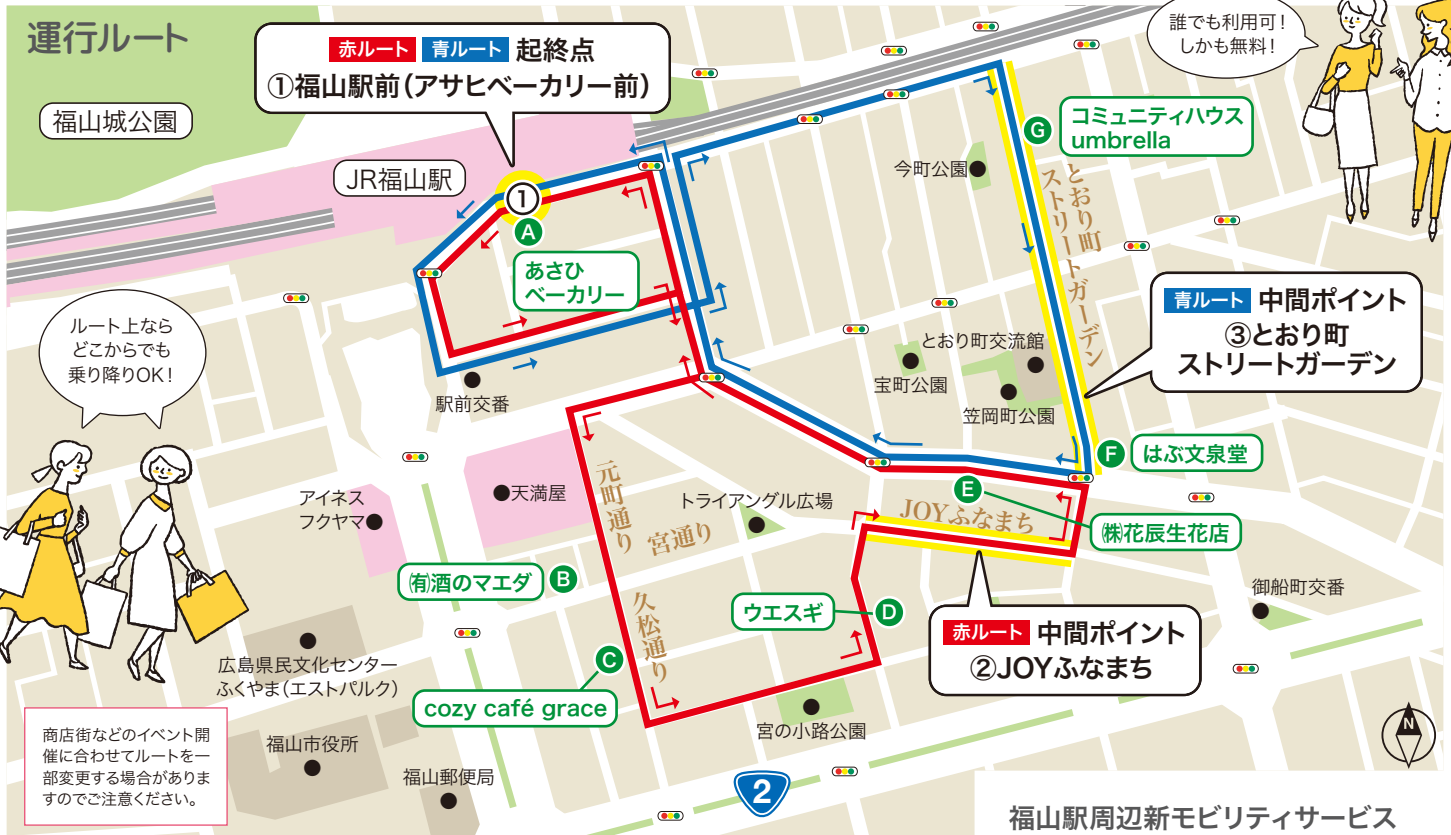 運行ルート
赤ルート 青ルート 起終点
①福山駅前(アサヒベーカリー前)
誰でも利用可!
しかも無料!
福山城公園
JR福山駅
①
A
あさひ
ベーカリー
G
コミュニティハウス
umbrella
今町公園
とおり町
ストリートガーデン
青ルート 中間ポイント
③とおり町
ストリートガーデン
ルート上なら
どこからでも
乗り降りOK!
駅前交番
とおり町交流館
宝町公園
笠岡町公園
F
はぶ文泉堂
アイネス
フクヤマ
天満屋
元町通り
宮通り
トライアングル広場
E
JOYふなまち
㈱花辰生花店
㈲酒のマエダ
B
久松通り
ウエスギ
D
御船町交番
赤ルート 中間ポイント
②JOYふなまち
広島県民文化センター
ふくやま(エストパルク)
C
cozy café grace
宮の小路公園
N
商店街などのイベント開
催に合わせてルートを一
部変更する場合がありま
すのでご注意ください。
福山市役所
福山郵便局
2
福山駅周辺新モビリティサービス